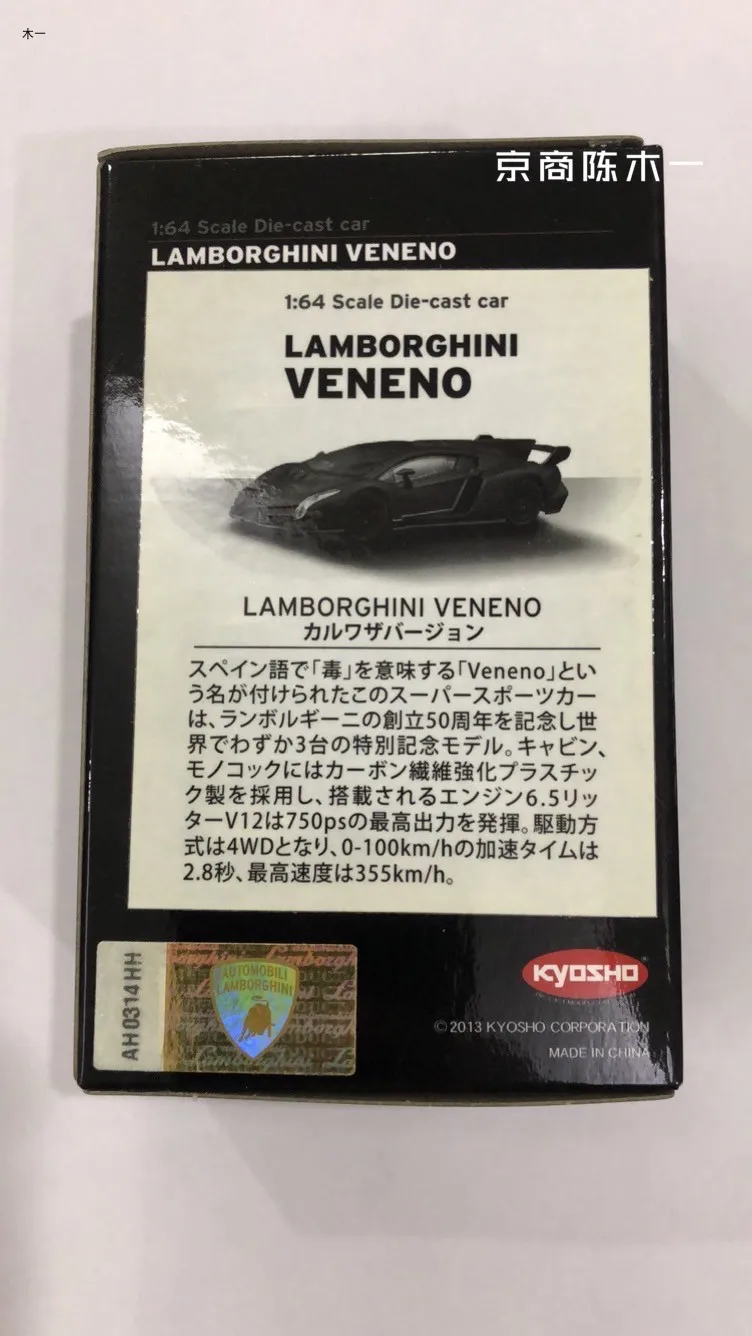 木一
京商陈木一
1:64 Scale Die-cast car
LAMBORGHINI VENENO
1:64 Scale Die-cast car
LAMBORGHINI
VENENO
LAMBORGHINI VENENO
カルワザバージョン
スペイン語で「毒」を意味する「Veneno」とい
う名が付けられたこのスーパースポーツカー
は、ランボルギーニの創立50周年を記念し世
界でわずか3台の特別記念モデル。キャビン、
モノコックにはカーボン繊維強化プラスチッ
ク製を採用し、搭載されるエンジン6.5リッ
ターV12は750psの最高出力を発揮。駆動方
式は4WDとなり、0-100km/hの加速タイムは
2.8秒、最高速度は355km/h。
AH0314HH
AUTOMOBILI
LAMBORGHINI
KYOSHO
©2013 KYOSHO CORPORATION
MADE IN CHINA